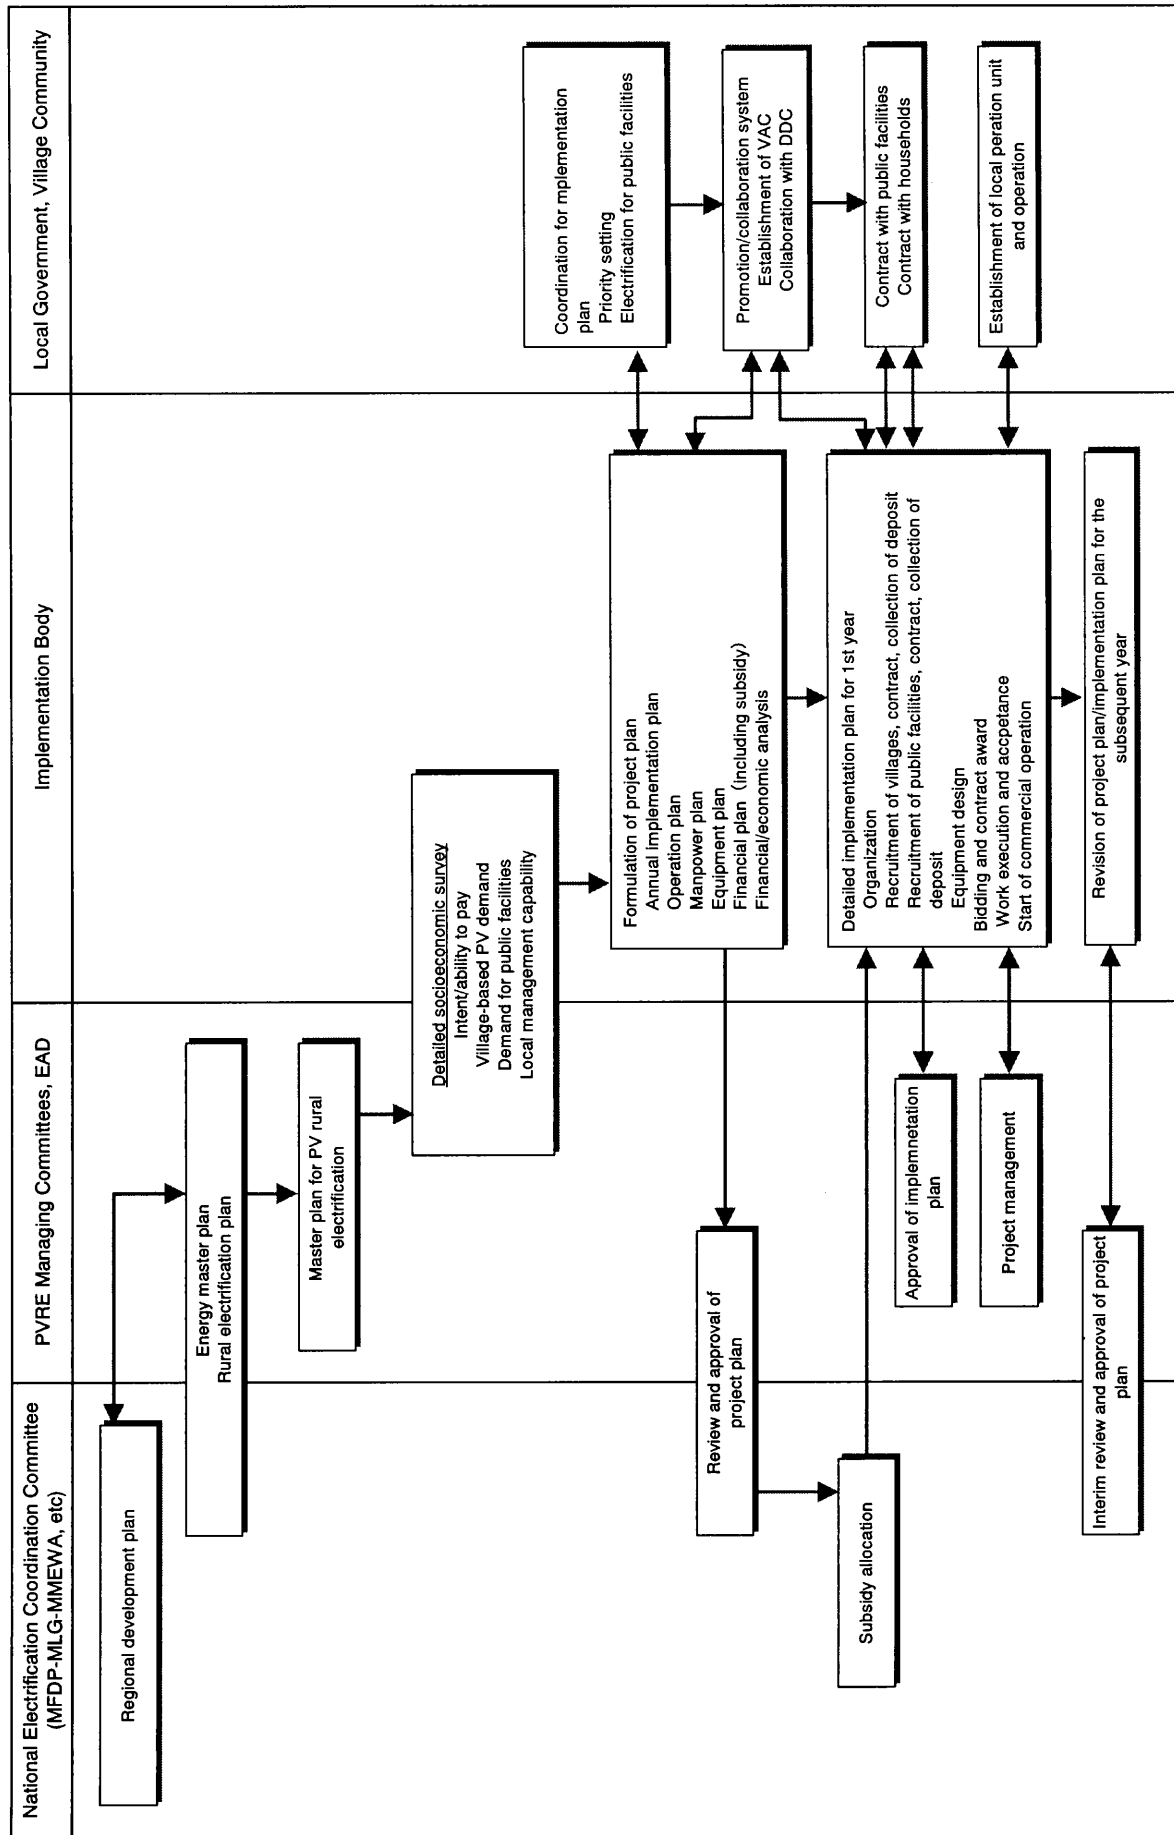 National Electrification Coordination Committee
(MFDP-MLG-MMEWA, etc)
PVRE Managing Committees, EAD
Implementation Body
Local Government, Village Community
Regional development plan
Energy master plan
Rural electrification plan
Master plan for PV rural
electrification
Detailed socioeconomic survey
Intent/ability to pay
Village-based PV demand
Demand for public facilities
Local management capability
Coordination for mplementation
plan
Priority setting
Electrification for public facilities
Formulation of project plan
Annual implementation plan
Operation plan
Manpower plan
Equipment plan
Financial plan (including subsidy)
Financial/economic analysis
Review and approval of
project plan
Promotion/collaboration system
Establishment of VAC
Collaboration with DDC
Subsidy allocation
Detailed implementation plan for 1st year
Organization
Recruitment of villages, contract, collection of deposit
Recruitment of public facilities, contract, collection of
deposit
Equipment design
Bidding and contract award
Work execution and accpetance
Start of commercial operation
Contract with public facilities
Contract with households
Approval of implemnetation
plan
Project management
Establishment of local peration unit
and operation
Interim review and approval of project
plan
Revision of project plan/implementation plan for the
subsequent year